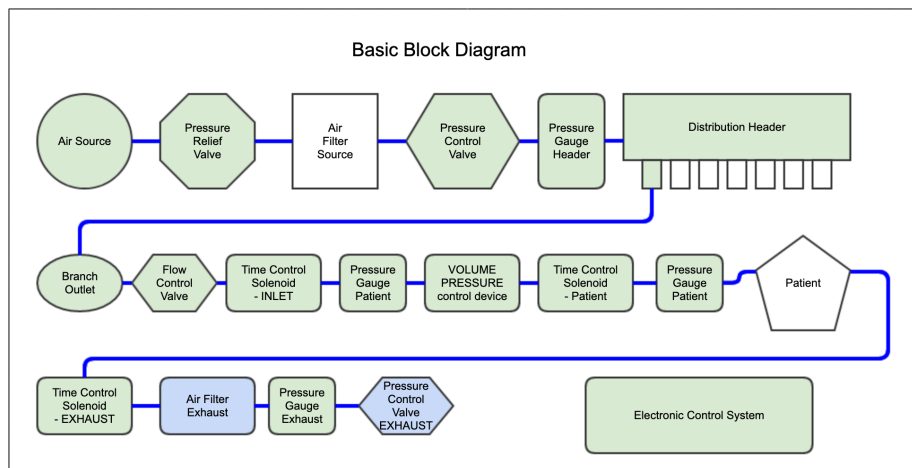 Basic Block Diagram
Air Source
Pressure
Relief
Valve
Air
Filter
Source
Pressure
Control
Valve
Pressure
Gauge
Header
Distribution Header
Branch
Outlet
Flow
Control
Valve
Time Control
Solenoid
- INLET
Pressure
Gauge
Patient
VOLUME
PRESSURE
control device
Time Control
Solenoid
- Patient
Pressure
Gauge
Patient
Patient
Time Control
Solenoid
- EXHAUST
Air Filter
Exhaust
Pressure
Gauge
Exhaust
Pressure
Control
Valve
EXHAUST
Electronic Control System